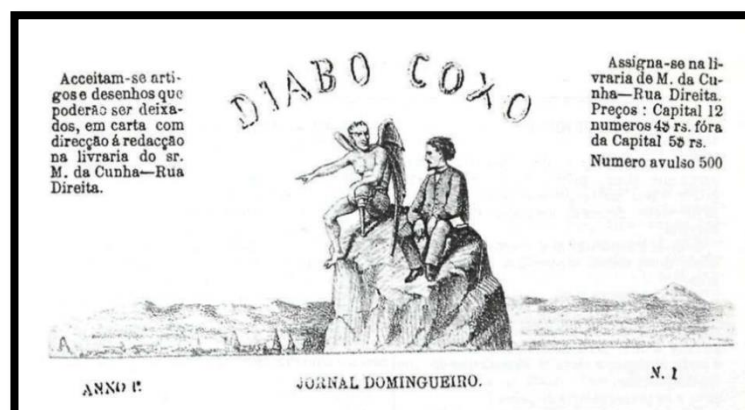 Acceitam-se arti-
gos e desenhos que
poderão ser deixa-
dos, em carta com
direcção á redacção
na livraria do sr.
M. da Cunha—Rua
Direita.
DIABO COXO
Assigna-se na li-
vraria de M. da Cu-
nha—Rua Direita.
Preços : Capital 12
numeros 4$ rs. fóra
da Capital 5$ rs.
Numero avulso 500
ANNO 1º.
JORNAL DOMINGUEIRO.
N. 1